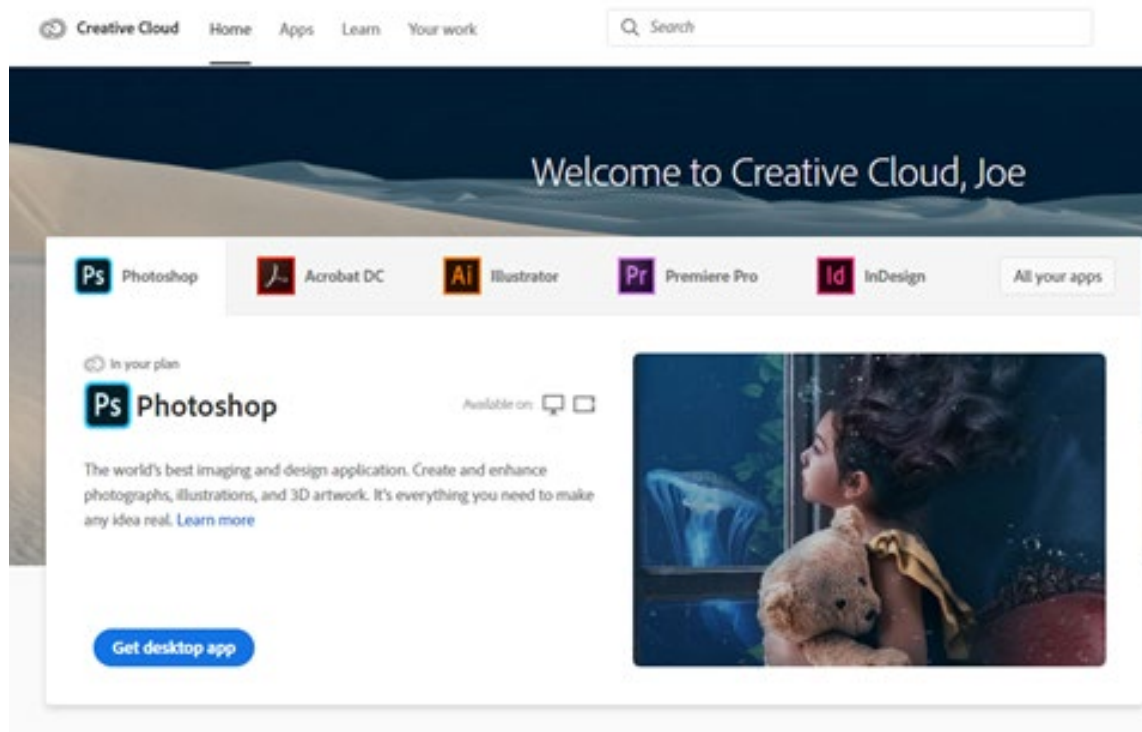 Creative Cloud Home Apps Learn Your work Search
Welcome to Creative Cloud, Joe
Ps Photoshop Acrobat DC Ai Illustrator Pr Premiere Pro Id InDesign All your apps
In your plan
Ps Photoshop Available on:
The world's best imaging and design application. Create and enhance
photographs, illustrations, and 3D artwork. It's everything you need to make
any idea real. Learn more
Get desktop app